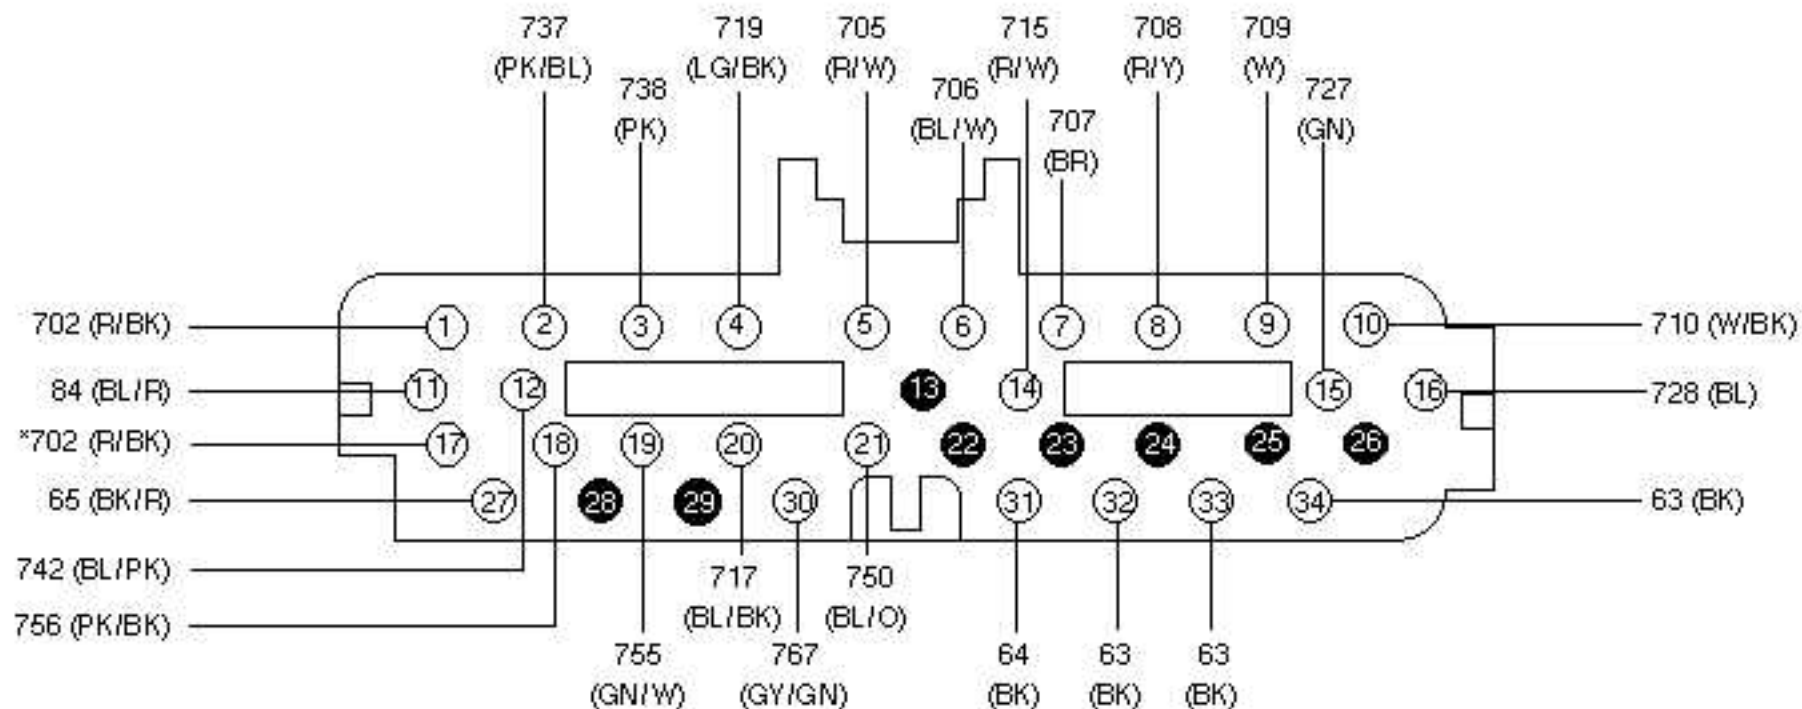 737
(PK/BL)
719
(LG/BK)
705
(R/W)
715
(R/W)
708
(R/Y)
709
(W)
738
(PK)
706
(BL/W)
727
(GN)
707
(BR)
702 (R/BK)
1 2 3 4 5 6 7 8 9 10
710 (W/BK)
84 (BL/R)
11 12 13 14 15 16
728 (BL)
*702 (R/BK)
17 18 19 20 21 22 23 24 25 26
65 (BK/R)
27 28 29 30 31 32 33 34
63 (BK)
742 (BL/PK)
717
(BL/BK)
750
(BL/O)
756 (PK/BK)
755
(GN/W)
767
(GY/GN)
64
(BK)
63
(BK)
63
(BK)